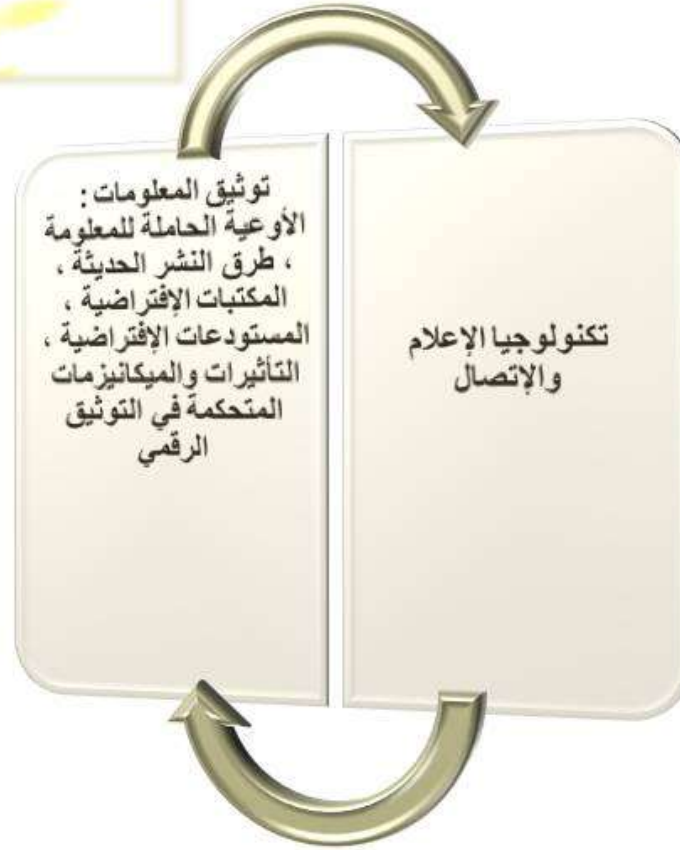 تكنولوجيا الإعلام
والإتصال
توثيق المعلومات :
الأوعية الحاملة للمعلومة
، طرق النشر الحديثة ،
المكتبات الإفتراضية ،
المستودعات الإفتراضية ،
التأثيرات والميكانيزمات
المتحكمة في التوثيق
الرقمي